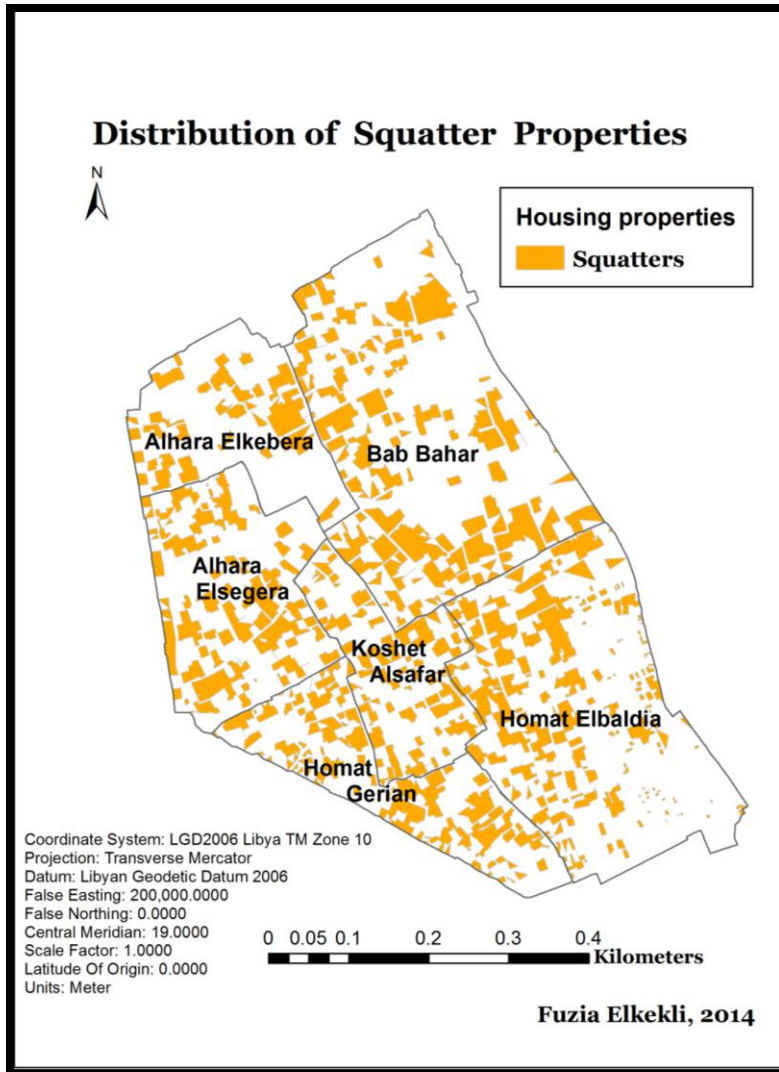 Distribution of Squatter Properties
N
Housing properties
Squatters
Alhara Elkebera
Bab Bahar
Alhara
Elsegera
Koshet
Alsafar
Homat Elbaldia
Homat
Gerian
Coordinate System: LGD2006 Libya TM Zone 10
Projection: Transverse Mercator
Datum: Libyan Geodetic Datum 2006
False Easting: 200,000.0000
False Northing: 0.0000
Central Meridian: 19.0000
Scale Factor: 1.0000
Latitude Of Origin: 0.0000
Units: Meter
0 0.05 0.1 0.2 0.3 0.4
Kilometers
Fuzia Elkekli, 2014